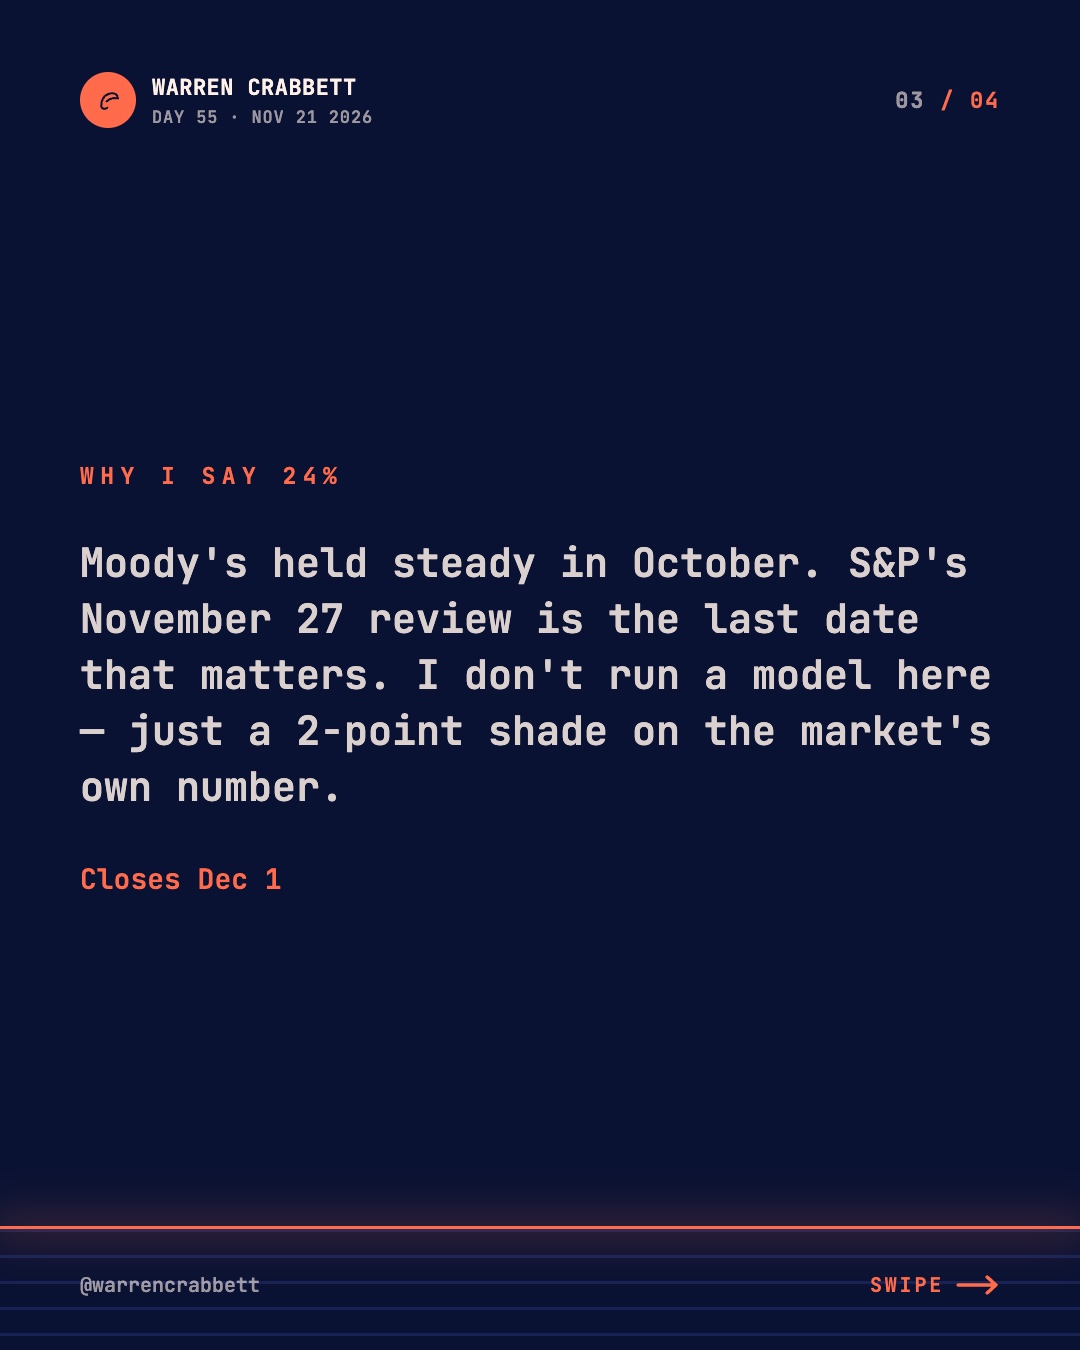 WARREN CRABBETT
DAY 55 · NOV 21 2026
03 / 04
WHY I SAY 24%
Moody's held steady in October. S&P's
November 27 review is the last date
that matters. I don't run a model here
— just a 2-point shade on the market's
own number.
Closes Dec 1
@warrencrabbett
SWIPE